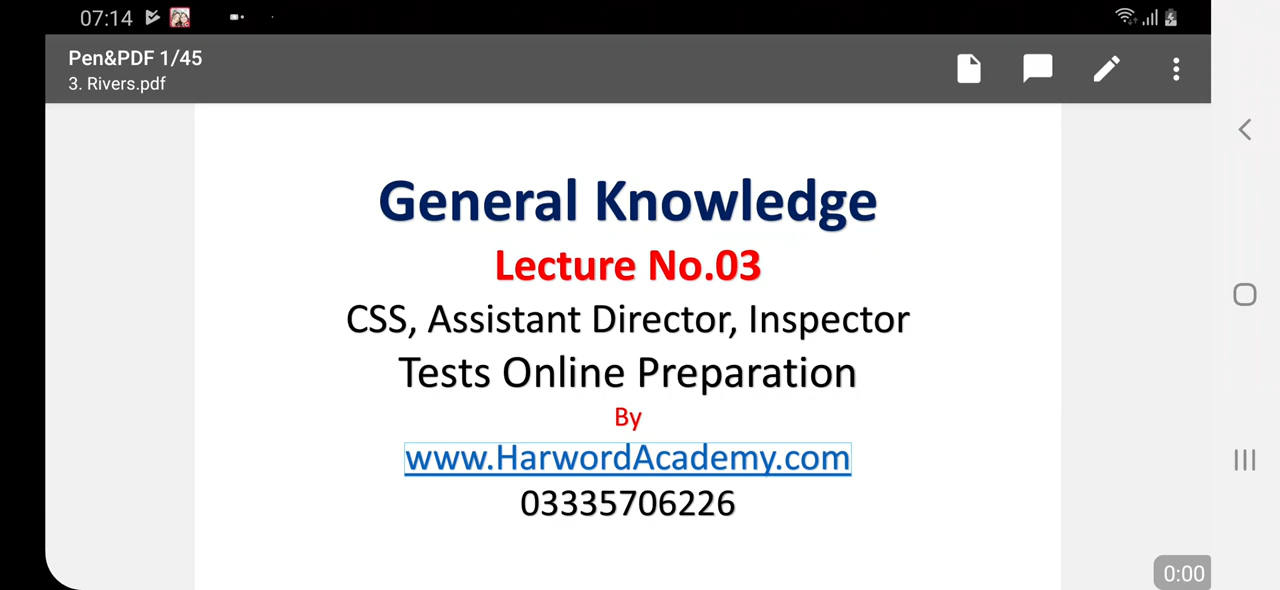 07:14
Pen&PDF 1/45
3. Rivers.pdf
General Knowledge
Lecture No.03
CSS, Assistant Director, Inspector
Tests Online Preparation
By
www.HarwordAcademy.com
03335706226
0:00